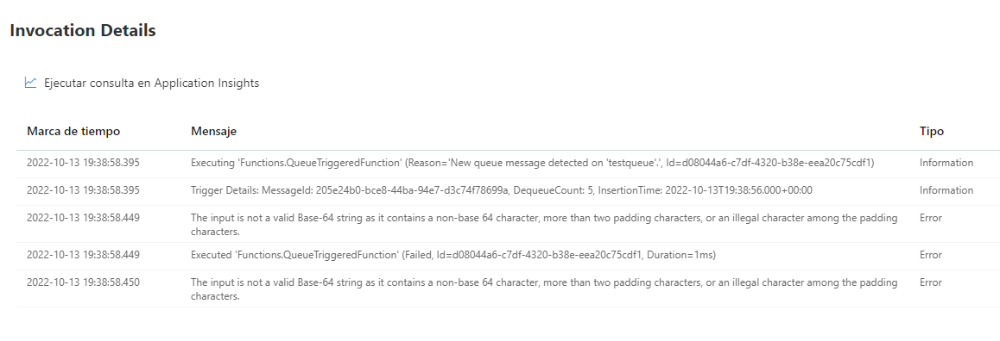 Invocation Details
Ejecutar consulta en Application Insights
Marca de tiempo Mensaje Tipo
2022-10-13 19:38:58.395 Executing 'Functions.QueueTriggeredFunction' (Reason='New queue message detected on 'testqueue'.', Id=d08044a6-c7df-4320-b38e-eea20c75cdf1) Information
2022-10-13 19:38:58.395 Trigger Details: MessageId: 205e24b0-bce8-44ba-94e7-d3c74f78699a, DequeueCount: 5, InsertionTime: 2022-10-13T19:38:56.000+00:00 Information
2022-10-13 19:38:58.449 The input is not a valid Base-64 string as it contains a non-base 64 character, more than two padding characters, or an illegal character among the padding Error
characters.
2022-10-13 19:38:58.449 Executed 'Functions.QueueTriggeredFunction' (Failed, Id=d08044a6-c7df-4320-b38e-eea20c75cdf1, Duration=1ms) Error
2022-10-13 19:38:58.450 The input is not a valid Base-64 string as it contains a non-base 64 character, more than two padding characters, or an illegal character among the padding Error
characters.